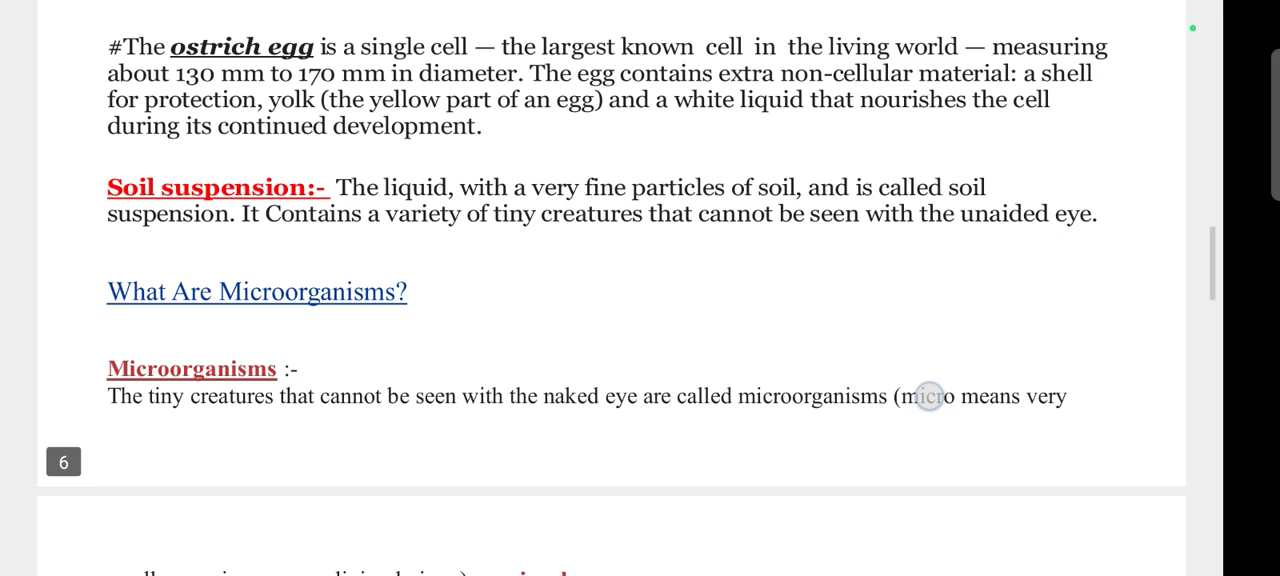 #The ostrich egg is a single cell — the largest known cell in the living world — measuring
about 130 mm to 170 mm in diameter. The egg contains extra non-cellular material: a shell
for protection, yolk (the yellow part of an egg) and a white liquid that nourishes the cell
during its continued development.
Soil suspension:- The liquid, with a very fine particles of soil, and is called soil
suspension. It Contains a variety of tiny creatures that cannot be seen with the unaided eye.
What Are Microorganisms?
Microorganisms :-
The tiny creatures that cannot be seen with the naked eye are called microorganisms (micro means very
6